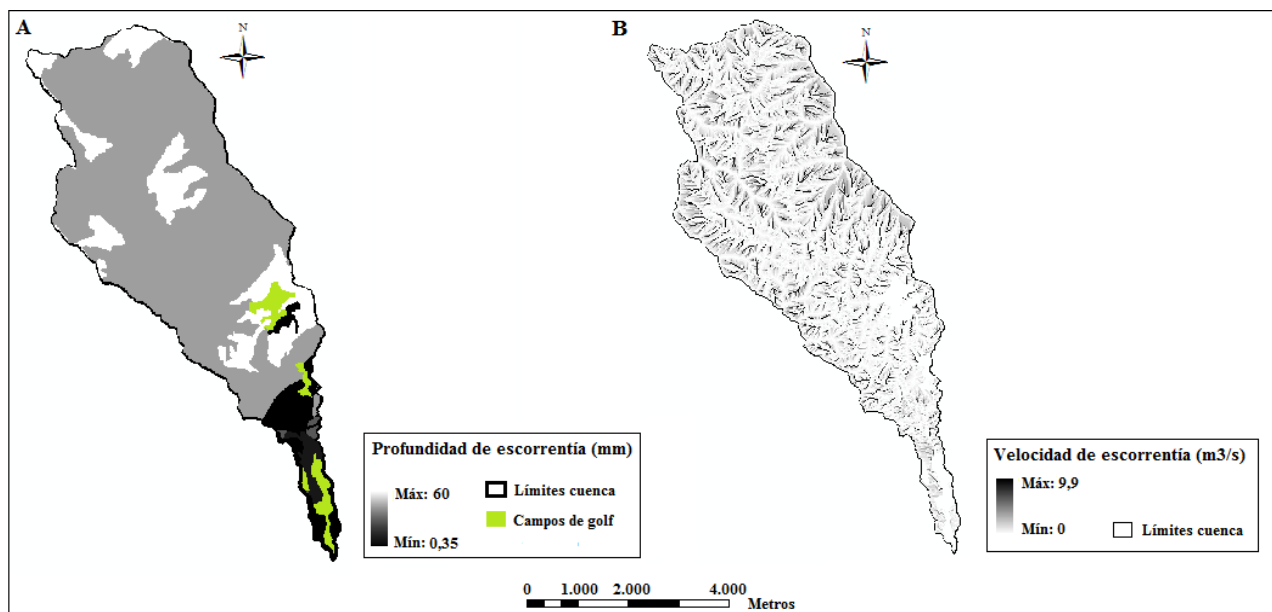 A
N
B
N
Profundidad de escorrentía (mm)
Máx: 60
Límites cuenca
Campos de golf
Mín: 0,35
Velocidad de escorrentía (m3/s)
Máx: 9,9
Mín: 0
Límites cuenca
0 1.000 2.000 4.000
Metros